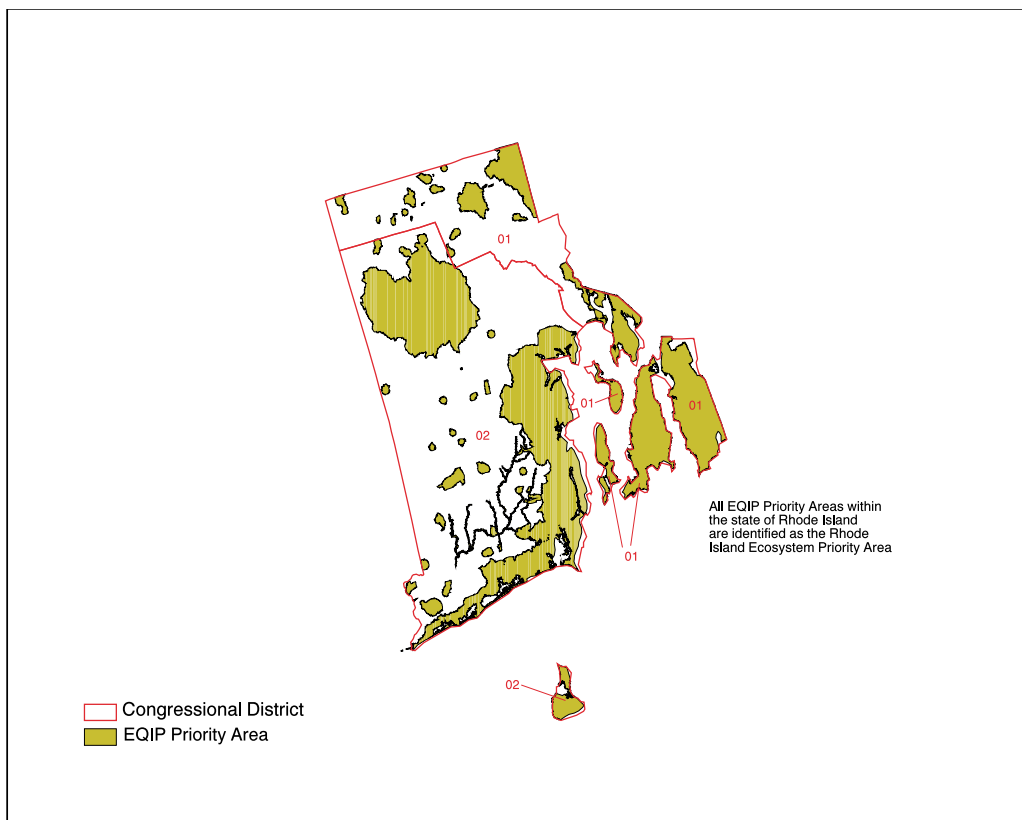 01
01
01
02
All EQIP Priority Areas within
the state of Rhode Island
are identified as the Rhode
Island Ecosystem Priority Area
01
02
Congressional District
EQIP Priority Area